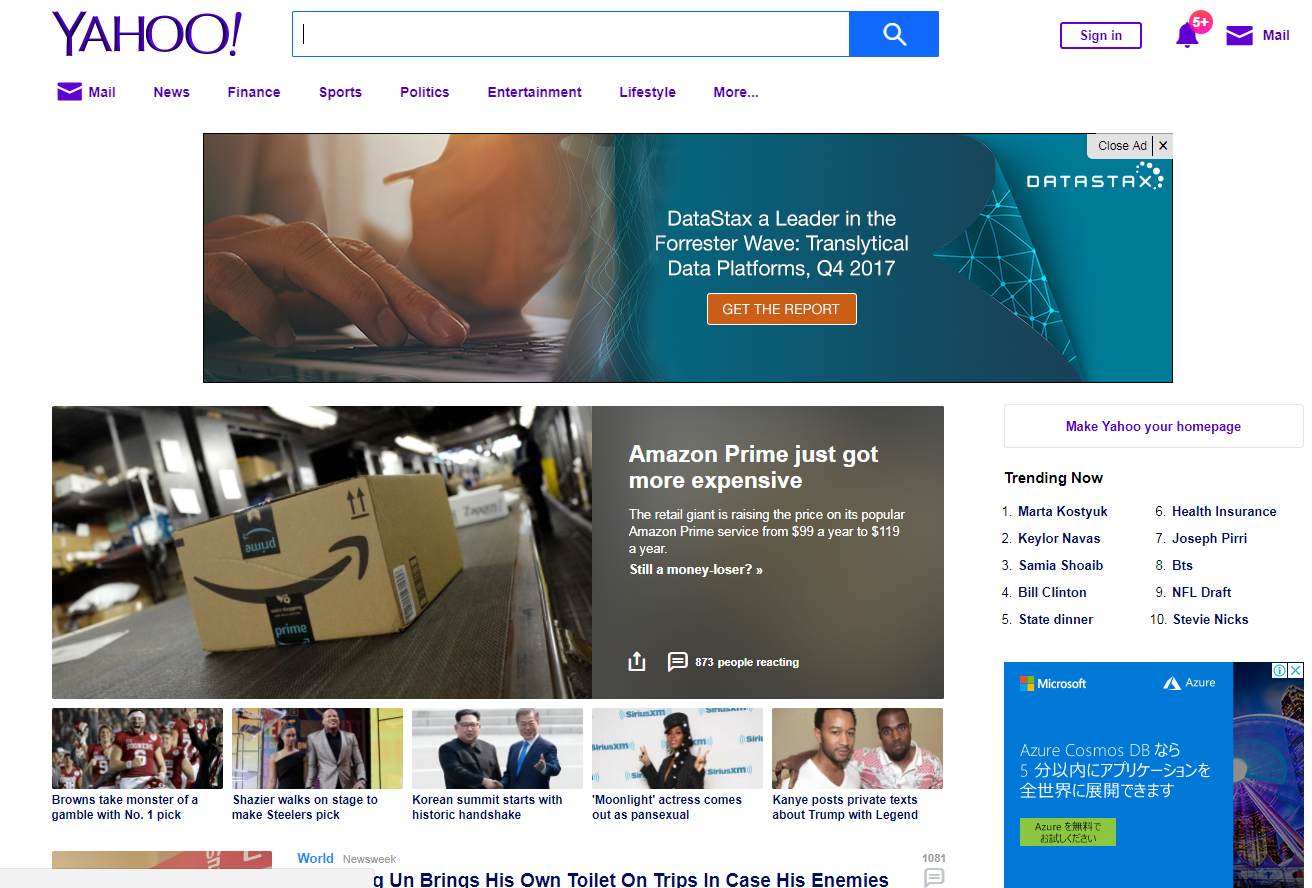 YAHOO!
Sign in
5+
Mail
Mail
News
Finance
Sports
Politics
Entertainment
Lifestyle
More...
Close Ad
DATASTAX
DataStax a Leader in the
Forrester Wave: Translytical
Data Platforms, Q4 2017
GET THE REPORT
prime
prime
Amazon Prime just got
more expensive
The retail giant is raising the price on its popular
Amazon Prime service from $99 a year to $119
a year.
Still a money-loser? »
873 people reacting
Make Yahoo your homepage
Trending Now
1. Marta Kostyuk
2. Keylor Navas
3. Samia Shoaib
4. Bill Clinton
5. State dinner
6. Health Insurance
7. Joseph Pirri
8. Bts
9. NFL Draft
10. Stevie Nicks
SOONERS
6
SiriusXM
SiriusXM
SiriusXM
Browns take monster of a
gamble with No. 1 pick
Shazier walks on stage to
make Steelers pick
Korean summit starts with
historic handshake
'Moonlight' actress comes
out as pansexual
Kanye posts private texts
about Trump with Legend
Microsoft
Azure
Azure Cosmos DB なら
5 分以内にアプリケーションを
全世界に展開できます
Azure を無料で
お試しください
World Newsweek
1081
g Un Brings His Own Toilet On Trips In Case His Enemies